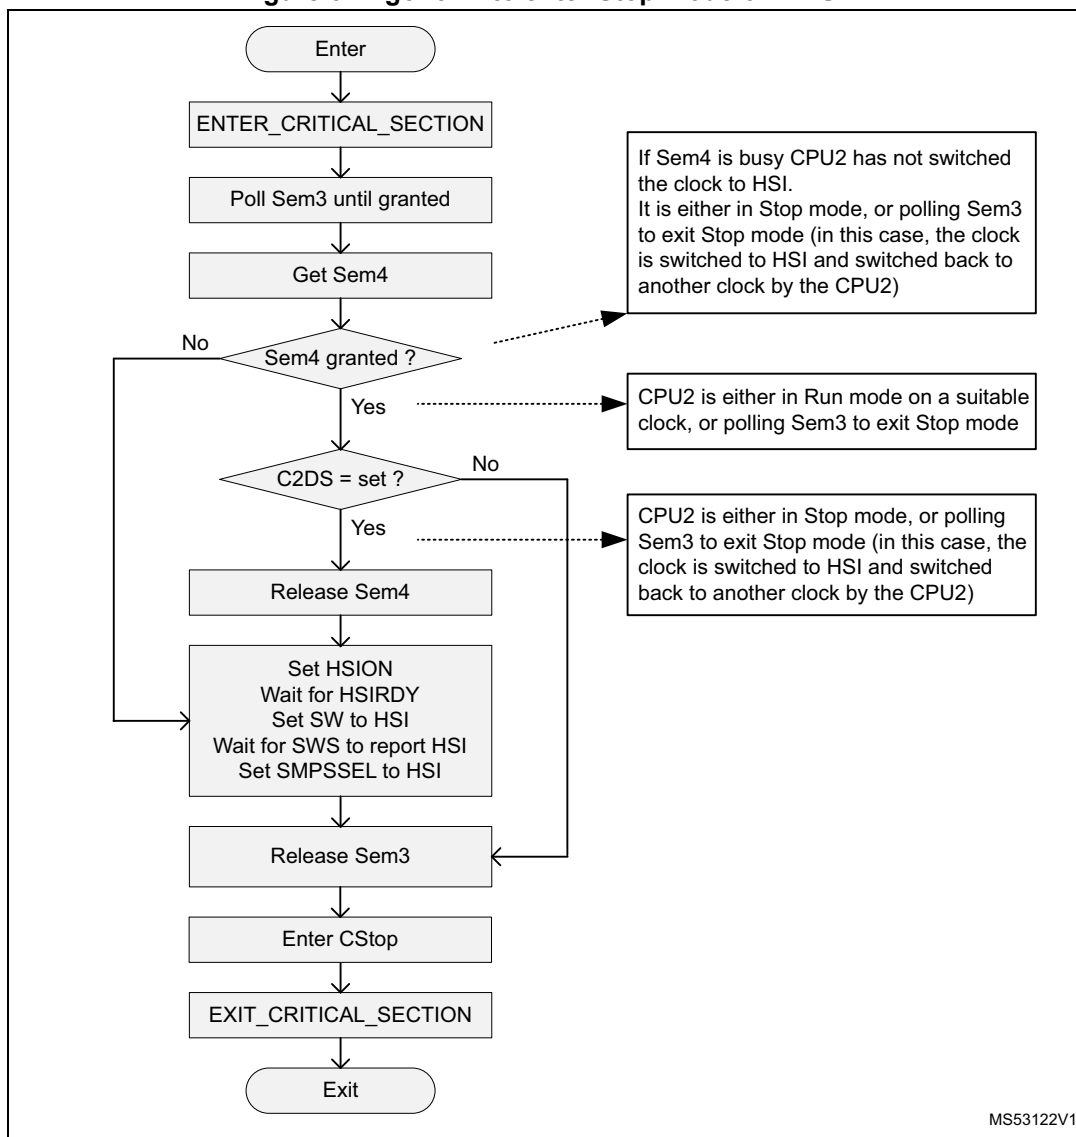 Enter
ENTER_CRITICAL_SECTION
Poll Sem3 until granted
Get Sem4
If Sem4 is busy CPU2 has not switched
the clock to HSI.
It is either in Stop mode, or polling Sem3
to exit Stop mode (in this case, the clock
is switched to HSI and switched back to
another clock by the CPU2)
No
Sem4 granted ?
Yes
CPU2 is either in Run mode on a suitable
clock, or polling Sem3 to exit Stop mode
C2DS = set ?
No
Yes
CPU2 is either in Stop mode, or polling
Sem3 to exit Stop mode (in this case, the
clock is switched to HSI and switched
back to another clock by the CPU2)
Release Sem4
Set HSION
Wait for HSIRDY
Set SW to HSI
Wait for SWS to report HSI
Set SMPSSEL to HSI
Release Sem3
Enter CStop
EXIT_CRITICAL_SECTION
Exit
MS53122V1